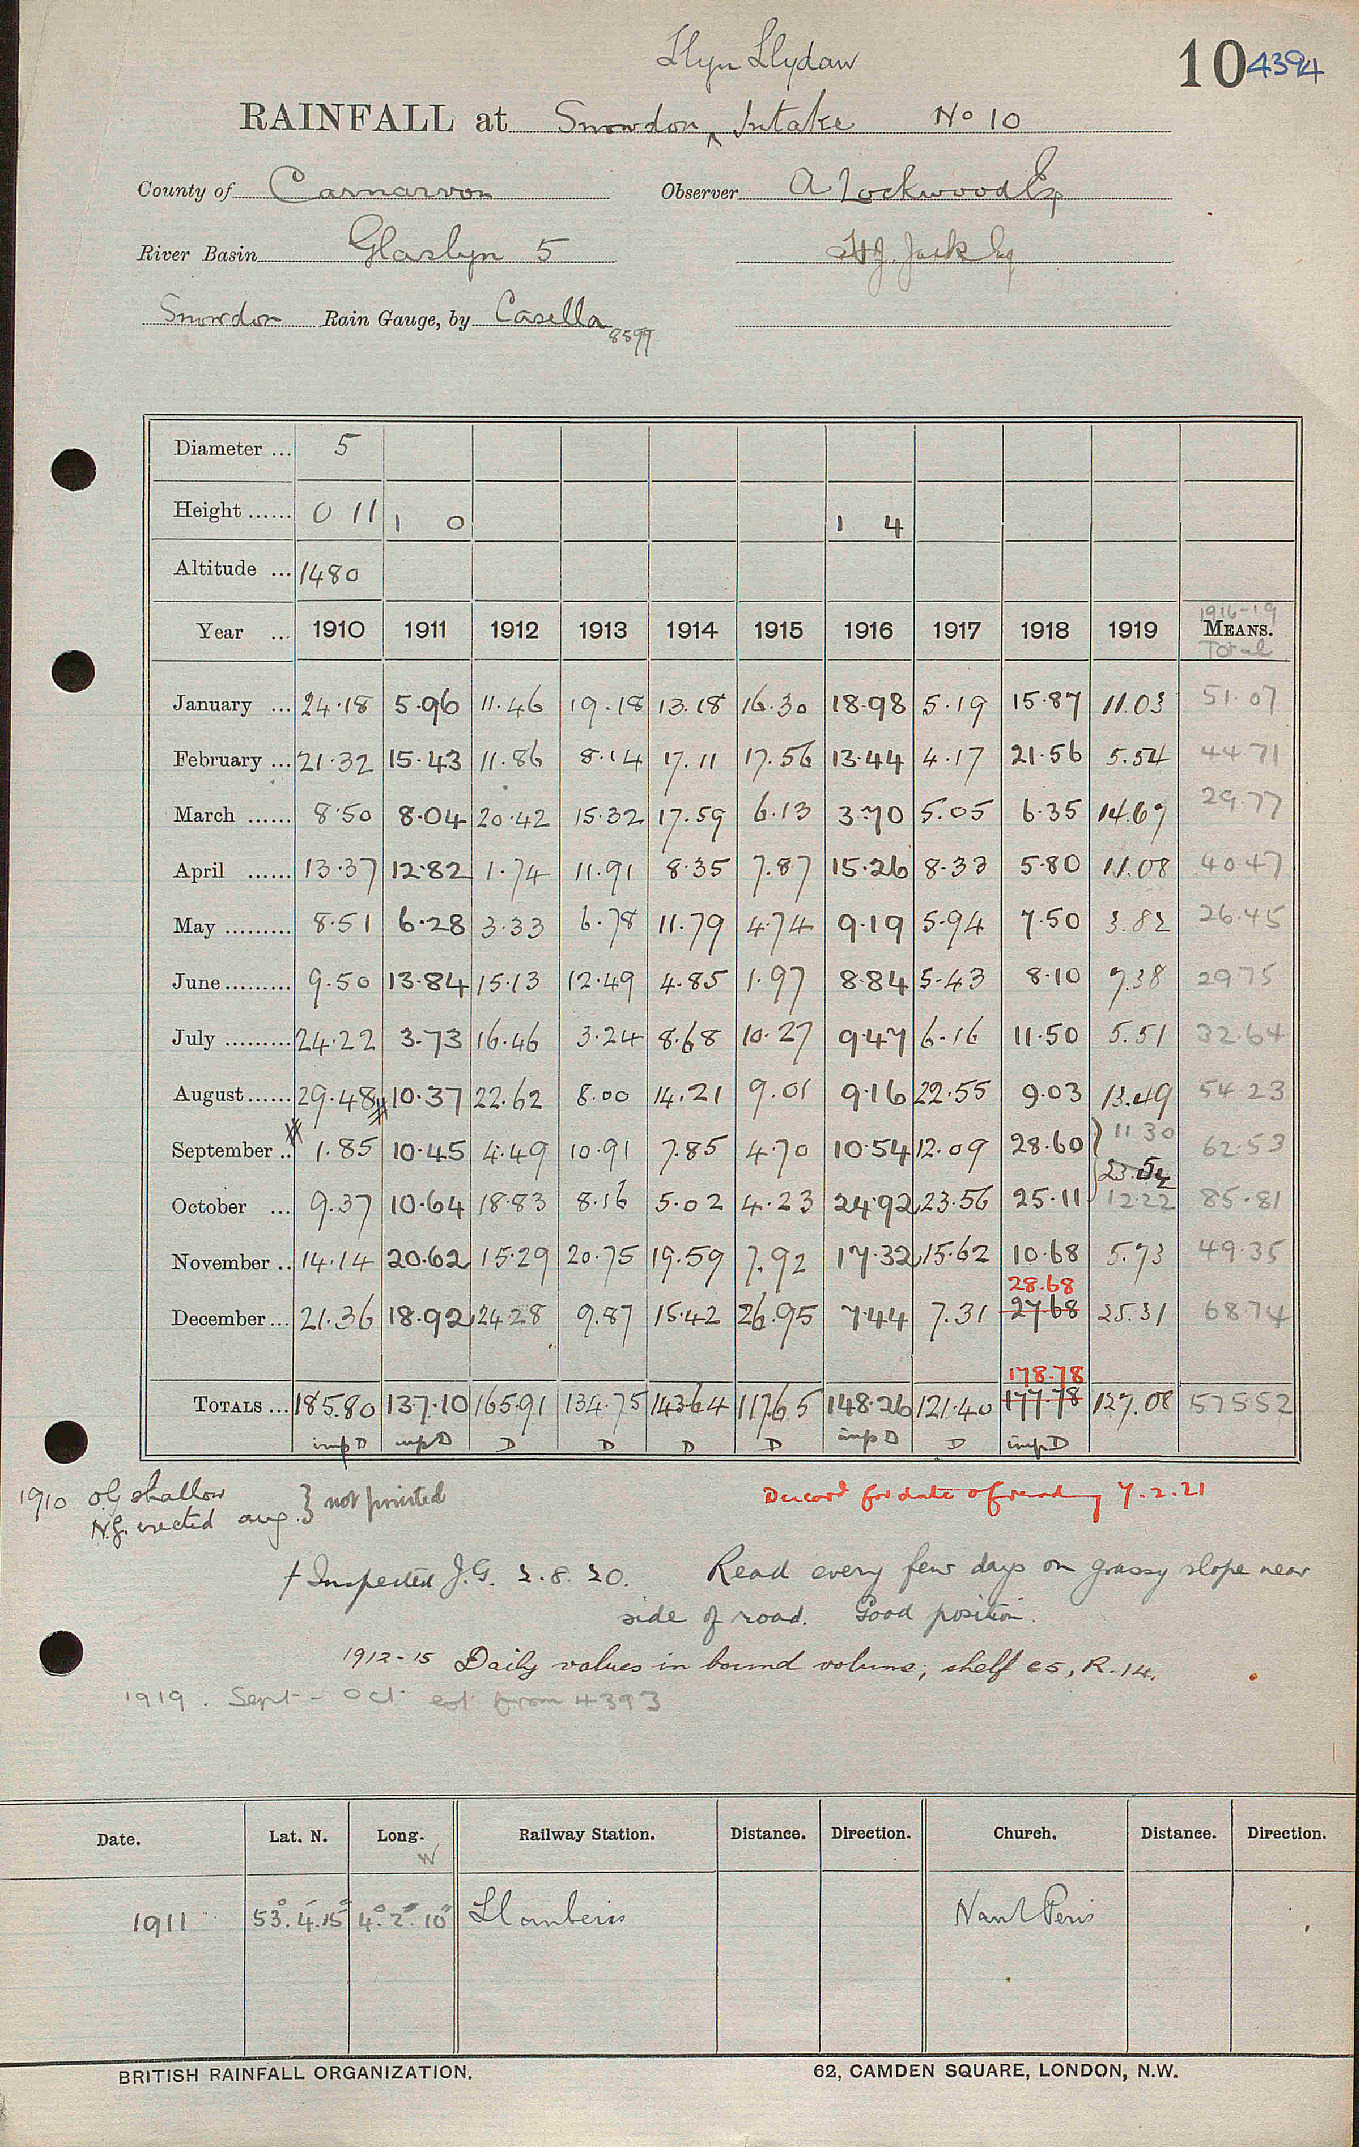 Llyn Llydaw
10 4394
RAINFALL at Snowdon ^ Intake No 10
County of Carnarvon Observer A Lockwood Esq
River Basin Glaslyn 5 H J. Jack Esq
Snowdon Rain Gauge, by Casella 8599
Diameter ... 5
Height ...... 0 11 1 0 1 4
Altitude ... 1480
1916-19
Year ... 1910 1911 1912 1913 1914 1915 1916 1917 1918 1919 MEANS.
Total
January ... 24.18 5.96 11.46 19.18 13.18 16.30 18.98 5.19 15.87 11.03 51.07
February ... 21.32 15.43 11.86 8.14 17.11 17.56 13.44 4.17 21.56 5.54 44.71
March ...... 8.50 8.04 20.42 15.32 17.59 6.13 3.70 5.05 6.35 14.67 29.77
April ...... 13.37 12.82 1.74 11.91 8.35 7.87 15.26 8.33 5.80 11.08 40.47
May ......... 8.51 6.28 3.33 6.78 11.79 4.74 9.19 5.94 7.50 3.82 26.45
June ......... 9.50 13.84 15.13 12.49 4.85 1.97 8.84 5.43 8.10 7.38 29.75
July ......... 24.22 3.73 16.46 3.24 8.68 10.27 9.47 6.16 11.50 5.51 32.64
August ...... 29.48 10.37 22.62 8.00 14.21 9.01 9.16 22.55 9.03 13.49 54.23
September .. 1.85 10.45 4.49 10.91 7.85 4.70 10.54 12.09 28.60 11.30 62.53
23.52
October ... 9.37 10.64 18.83 8.16 5.02 4.23 24.92 23.56 25.11 12.22 85.81
November .. 14.14 20.62 15.29 20.75 19.59 7.92 17.32 15.62 10.68 5.73 49.35
28.68
December ... 21.36 18.92 24.28 9.87 15.42 26.95 7.44 7.31 27.68 25.31 68.74
178.78
TOTALS ... 185.80 137.10 165.91 134.75 143.64 117.65 148.26 121.40 177.78 127.08 575.52
imp D imp D D D D D imp D D imp D
1910 old shallow } not printed
N.G. erected aug.
for date of reading 7.2.21
† Inspected J.G. 2.8.20. Read every few days on grassy slope near
side of road. Good position.
1912-15 Daily values in bound volume, shelf e5, R.14.
1919. Sept - Oct est from 4393
Date. Lat. N. Long. W Railway Station. Distance. Direction. Church. Distance. Direction.
1911 53° 4' 15" 4° 2' 10" Llanberis Nant Peris
BRITISH RAINFALL ORGANIZATION. 62, CAMDEN SQUARE, LONDON, N.W.